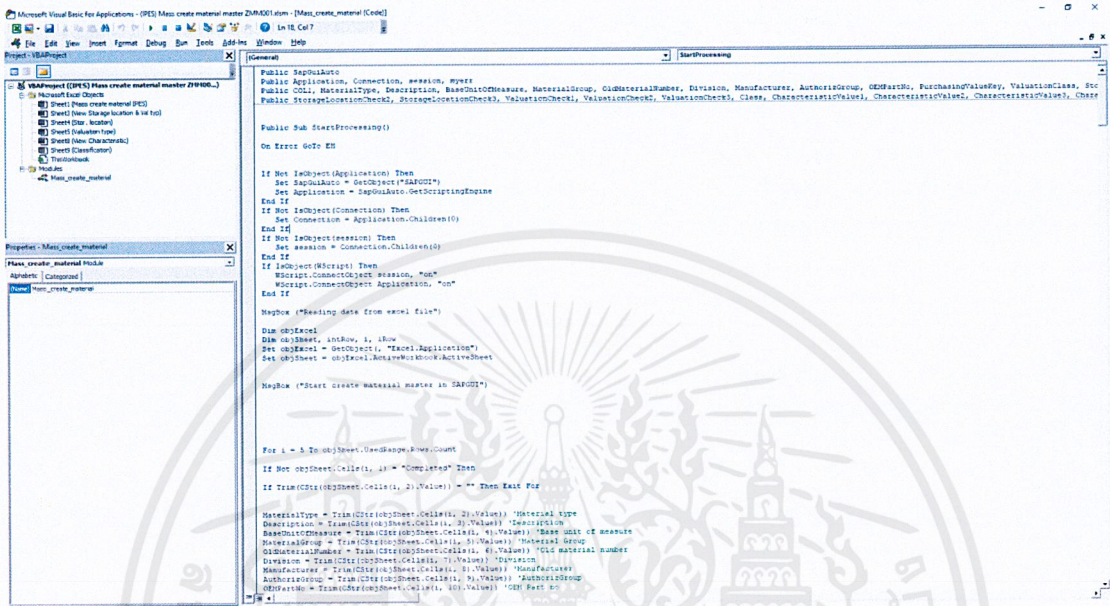 Microsoft Visual Basic for Applications - (IPES) Mass create material master ZMM001.xlsm - [Mass_create_material (Code)]
Ln 18, Col 7
File Edit View Insert Format Debug Run Tools Add-Ins Window Help
Project - VBAProject
VBAProject ((IPES) Mass create material master ZMM00...)
Microsoft Excel Objects
Sheet1 (Mass create material IPES)
Sheet3 (View Storage location & Val typ)
Sheet4 (Stor. location)
Sheet5 (Valuation type)
Sheet8 (View Characteristic)
Sheet9 (Classification)
ThisWorkbook
Modules
Mass_create_material
Properties - Mass_create_material
Mass_create_material Module
Alphabetic Categorized
(Name) Mass_create_material
(General)
StartProcessing
Public SapGuiAuto
Public Application, Connection, session, myerr
Public COL1, MaterialType, Description, BaseUnitOfMeasure, MaterialGroup, OldMaterialNumber, Division, Manufacturer, AuthorizGroup, OEMPartNo, PurchasingValueKey, ValuationClass, Sto
Public StorageLocationCheck2, StorageLocationCheck3, ValuationCheck1, ValuationCheck2, ValuationCheck3, Class, CharacteristicValue1, CharacteristicValue2, CharacteristicValue3, Chara
Public Sub StartProcessing()
On Error GoTo EM
If Not IsObject(Application) Then
Set SapGuiAuto = GetObject("SAPGUI")
Set Application = SapGuiAuto.GetScriptingEngine
End If
If Not IsObject(Connection) Then
Set Connection = Application.Children(0)
End If
If Not IsObject(session) Then
Set session = Connection.Children(0)
End If
If IsObject(WScript) Then
WScript.ConnectObject session, "on"
WScript.ConnectObject Application, "on"
End If
MsgBox ("Reading data from excel file")
Dim objExcel
Dim objSheet, intRow, i, iRow
Set objExcel = GetObject(, "Excel.Application")
Set objSheet = objExcel.ActiveWorkbook.ActiveSheet
MsgBox ("Start create material master in SAPGUI")
For i = 5 To objSheet.UsedRange.Rows.Count
If Not objSheet.Cells(i, 1) = "Completed" Then
If Trim(CStr(objSheet.Cells(i, 2).Value)) = "" Then Exit For
MaterialType = Trim(CStr(objSheet.Cells(i, 2).Value)) 'Material type
Description = Trim(CStr(objSheet.Cells(i, 3).Value)) 'Description
BaseUnitOfMeasure = Trim(CStr(objSheet.Cells(i, 4).Value)) 'Base unit of measure
MaterialGroup = Trim(CStr(objSheet.Cells(i, 5).Value)) 'Material Group
OldMaterialNumber = Trim(CStr(objSheet.Cells(i, 6).Value)) 'Old material number
Division = Trim(CStr(objSheet.Cells(i, 7).Value)) 'Division
Manufacturer = Trim(CStr(objSheet.Cells(i, 8).Value)) 'Manufacturer
AuthorizGroup = Trim(CStr(objSheet.Cells(i, 9).Value)) 'AuthorizGroup
OEMPartNo = Trim(CStr(objSheet.Cells(i, 10).Value)) 'OEM Part no